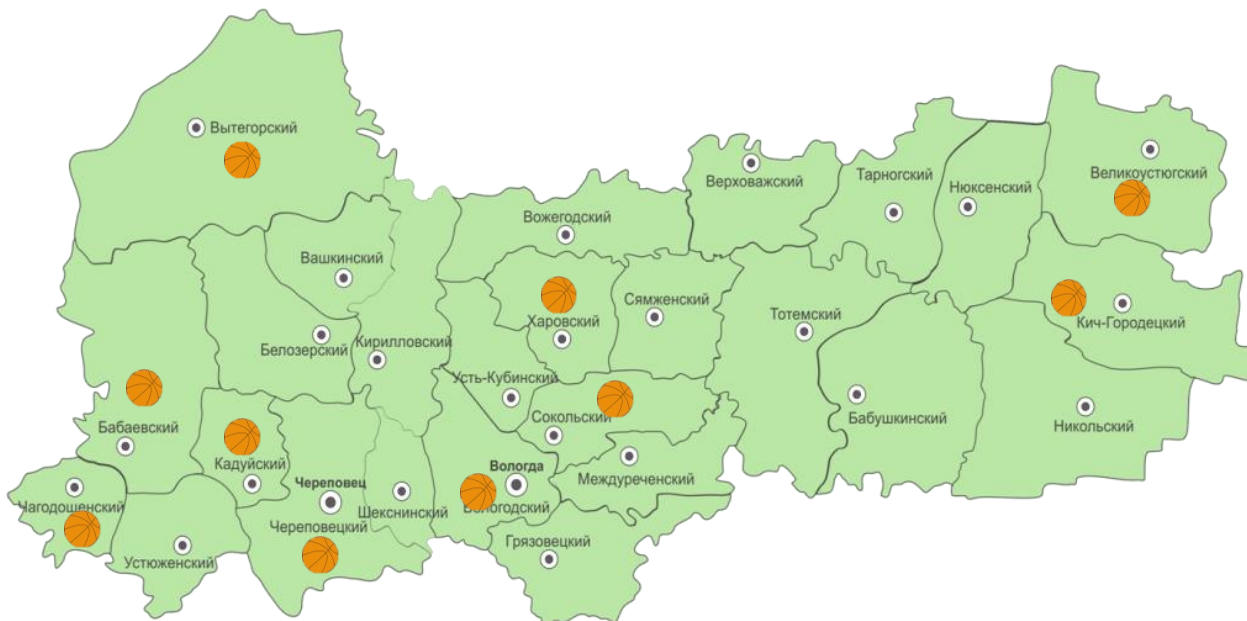 Вытегорский
Верховажский
Тарногский
Великоустюгский
Нюксенский
Вожегодский
Вашкинский
Сямженский
Харовский
Тотемский
Кич-Городецкий
Белозерский
Кирилловский
Усть-Кубинский
Сокольский
Бабушкинский
Никольский
Бабаевский
Кадуйский
Вологда
Междуреченский
Череповец
Чагодощенский
Вологодский
Шекснинский
Череповецкий
Устюженский
Грязовецкий